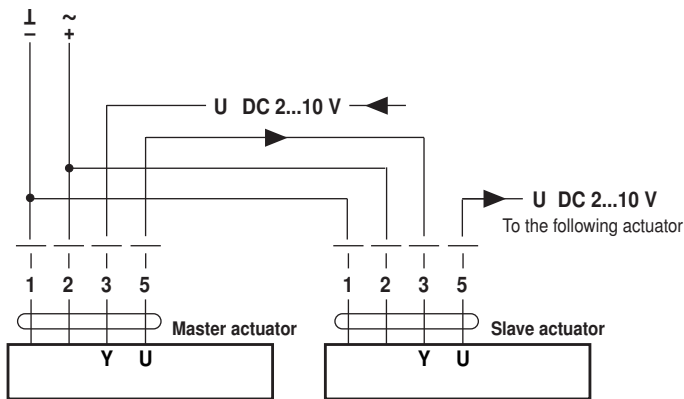 ⊥ ~
– +
U DC 2...10 V
U DC 2...10 V
To the following actuator
1 2 3 5 1 2 3 5
Master actuator Slave actuator
Y U Y U